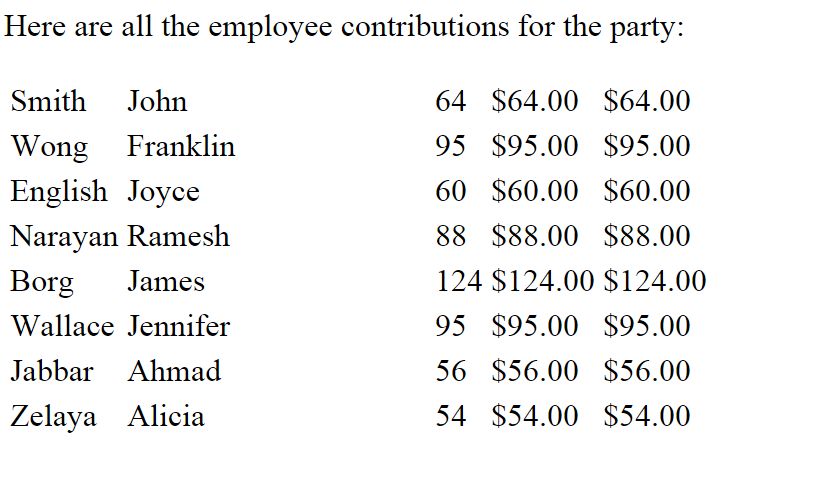 Here are all the employee contributions for the party:
Smith John 64 $64.00 $64.00
Wong Franklin 95 $95.00 $95.00
English Joyce 60 $60.00 $60.00
Narayan Ramesh 88 $88.00 $88.00
Borg James 124 $124.00 $124.00
Wallace Jennifer 95 $95.00 $95.00
Jabbar Ahmad 56 $56.00 $56.00
Zelaya Alicia 54 $54.00 $54.00